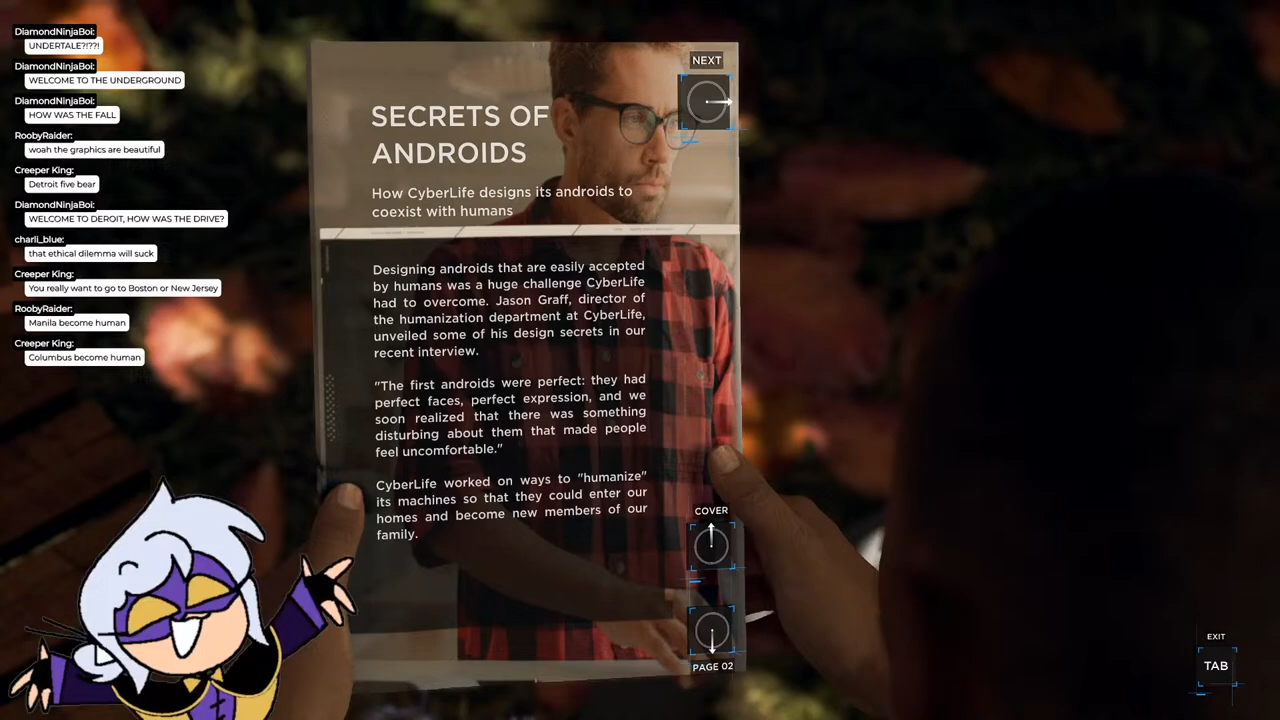 DiamondNinjaBoi:
UNDERTALE?!??!
DiamondNinjaBoi:
WELCOME TO THE UNDERGROUND
DiamondNinjaBoi:
HOW WAS THE FALL
RoobyRaider:
woah the graphics are beautiful
Creeper King:
Detroit five bear
DiamondNinjaBoi:
WELCOME TO DEROIT, HOW WAS THE DRIVE?
charli_blue:
that ethical dilemma will suck
Creeper King:
You really want to go to Boston or New Jersey
RoobyRaider:
Manila become human
Creeper King:
Columbus become human
NEXT
SECRETS OF
ANDROIDS
How CyberLife designs its androids to
coexist with humans
Designing androids that are easily accepted
by humans was a huge challenge CyberLife
had to overcome. Jason Graff, director of
the humanization department at CyberLife,
unveiled some of his design secrets in our
recent interview.
"The first androids were perfect: they had
perfect faces, perfect expression, and we
soon realized that there was something
disturbing about them that made people
feel uncomfortable."
CyberLife worked on ways to "humanize"
its machines so that they could enter our
homes and become new members of our
family.
COVER
PAGE 02
EXIT
TAB